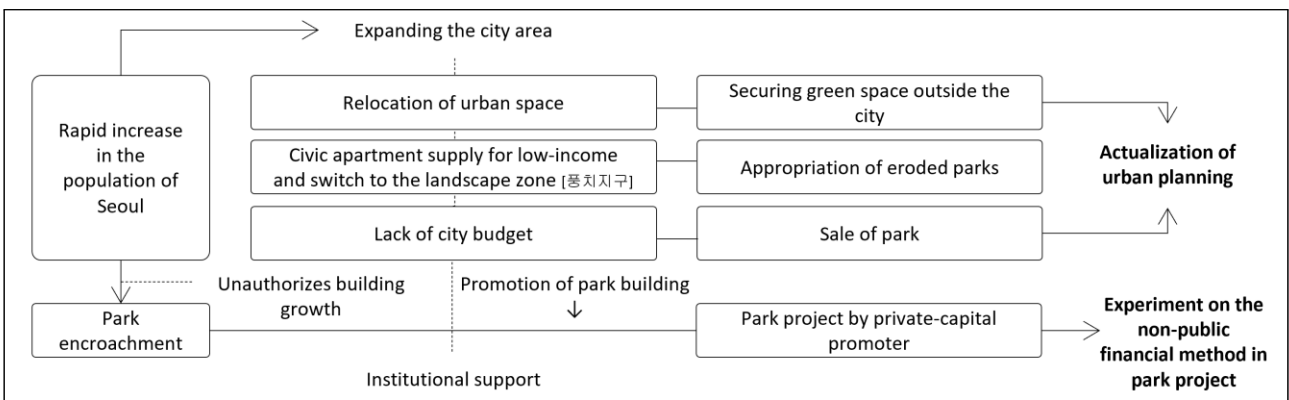 Expanding the city area
Rapid increase
in the
population of
Seoul
Relocation of urban space
Securing green space outside the
city
Civic apartment supply for low-income
and switch to the landscape zone [풍치지구]
Appropriation of eroded parks
Actualization of
urban planning
Lack of city budget
Sale of park
Unauthorizes building
growth
Promotion of park building
↓
Park
encroachment
Park project by private-capital
promoter
Experiment on the
non-public
financial method in
park project
Institutional support